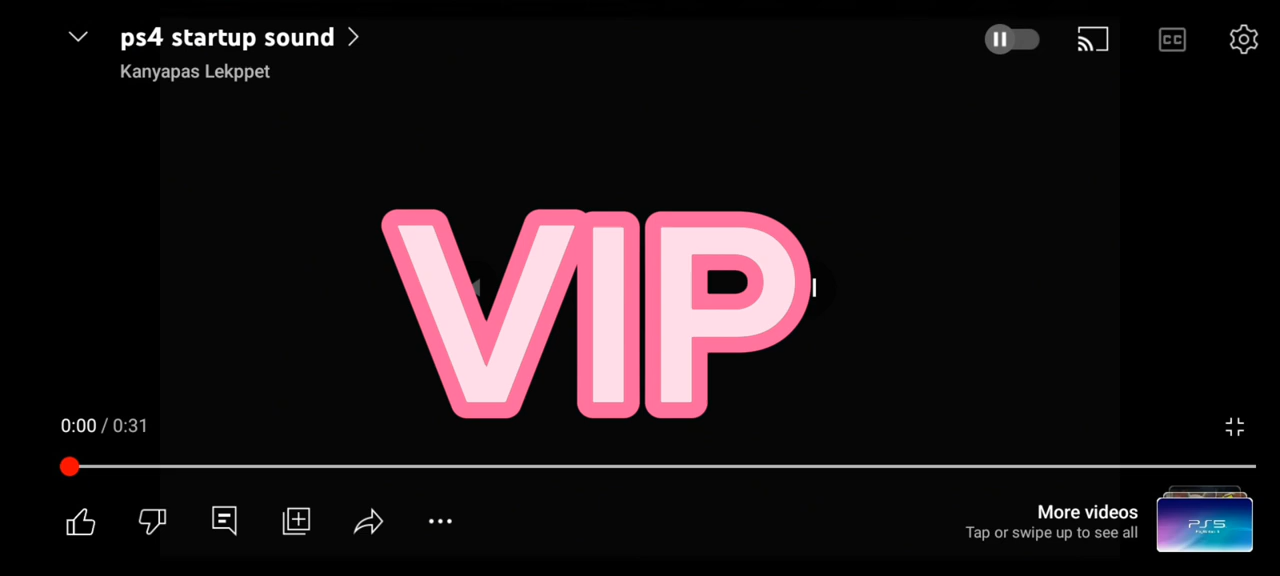 ps4 startup sound
Kanyapas Lekppet
CC
VIP
0:00 / 0:31
More videos
Tap or swipe up to see all
PS5